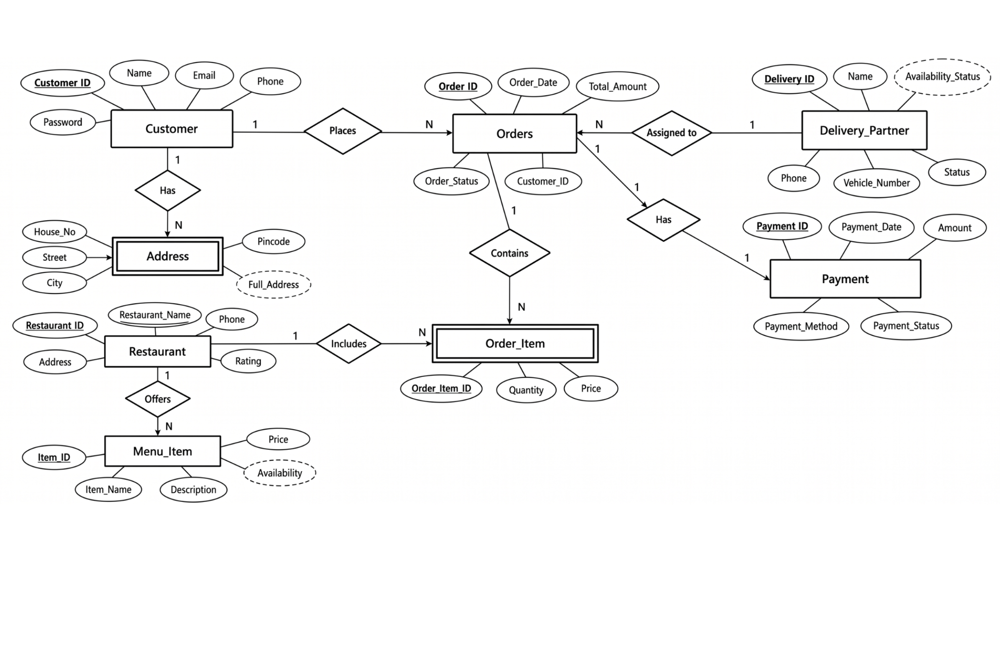 Customer ID
Name
Email
Phone
Password
Customer
1
Places
N
Order ID
Order_Date
Total_Amount
Orders
Order_Status
Customer_ID
N
Assigned to
1
Delivery ID
Name
Availability_Status
Delivery_Partner
Phone
Vehicle_Number
Status
1
Has
N
House_No
Street
City
Address
Pincode
Full_Address
1
Contains
N
1
1
Has
1
Payment ID
Payment_Date
Amount
Payment
Payment_Method
Payment_Status
Restaurant ID
Restaurant_Name
Phone
Address
Restaurant
Rating
1
Includes
N
Order_Item
Order_Item_ID
Quantity
Price
1
Offers
N
Item_ID
Menu_Item
Price
Availability
Item_Name
Description